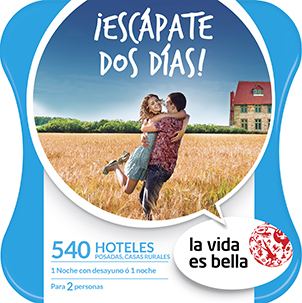 ¡ESCÁPATE
DOS DÍAS!
540 HOTELES
POSADAS, CASAS RURALES
1 Noche con desayuno ó 1 noche
Para 2 personas
la vida
es bella